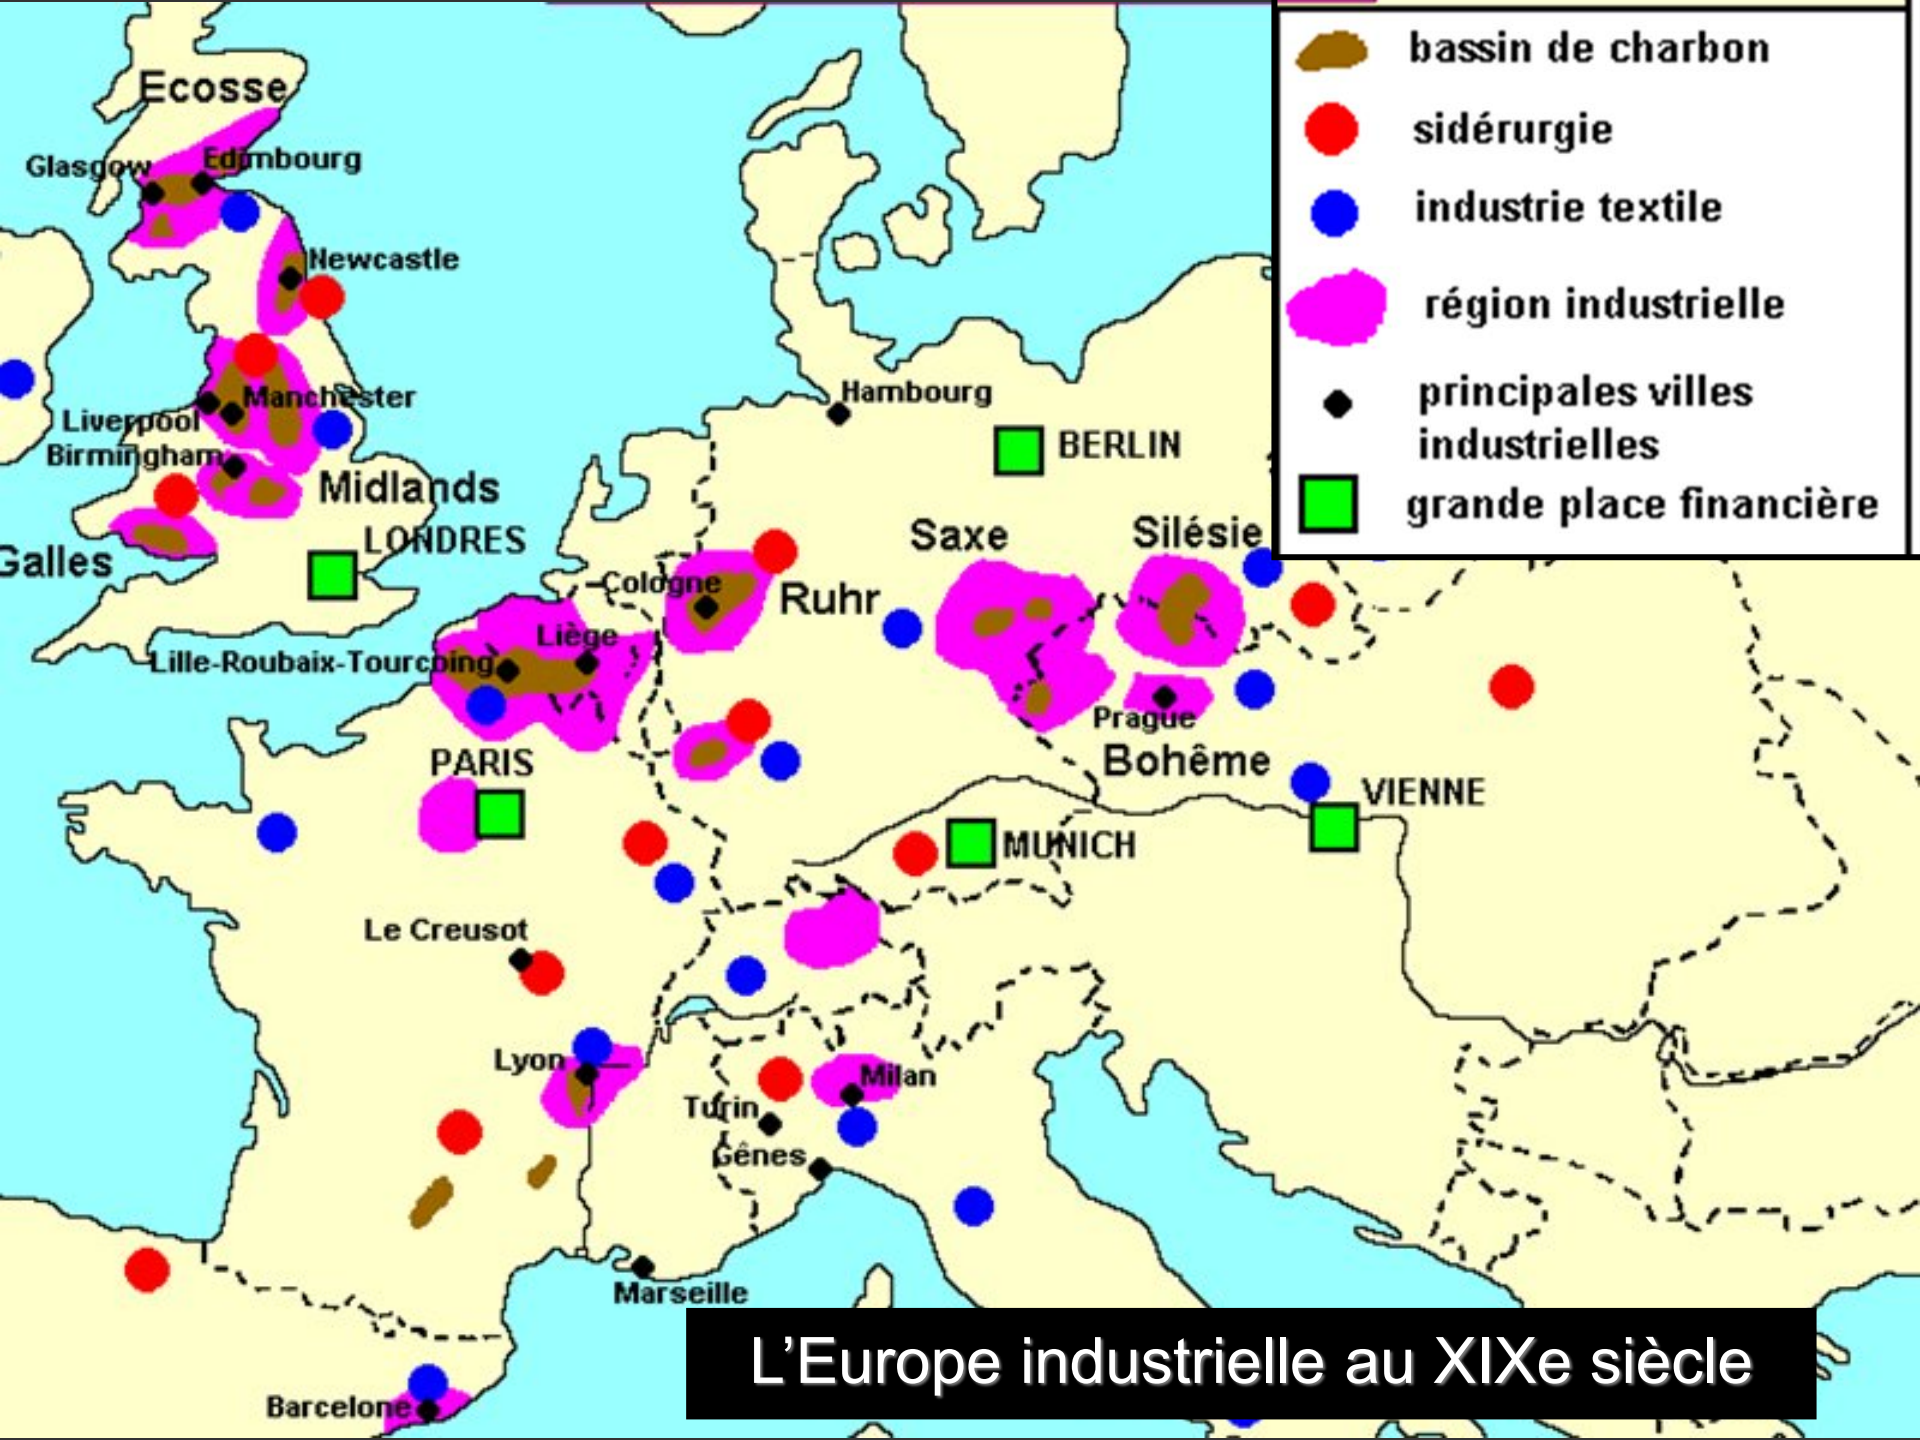 bassin de charbon
sidérurgie
industrie textile
région industrielle
principales villes
industrielles
grande place financière
Ecosse
Glasgow
Edimbourg
Newcastle
Manchester
Liverpool
Birmingham
Midlands
Galles
LONDRES
Hambourg
BERLIN
Saxe
Silésie
Cologne
Ruhr
Liège
Lille-Roubaix-Tourcoing
Prague
Bohême
PARIS
VIENNE
MUNICH
Le Creusot
Lyon
Milan
Turin
Gênes
Marseille
Barcelone
L’Europe industrielle au XIXe siècle